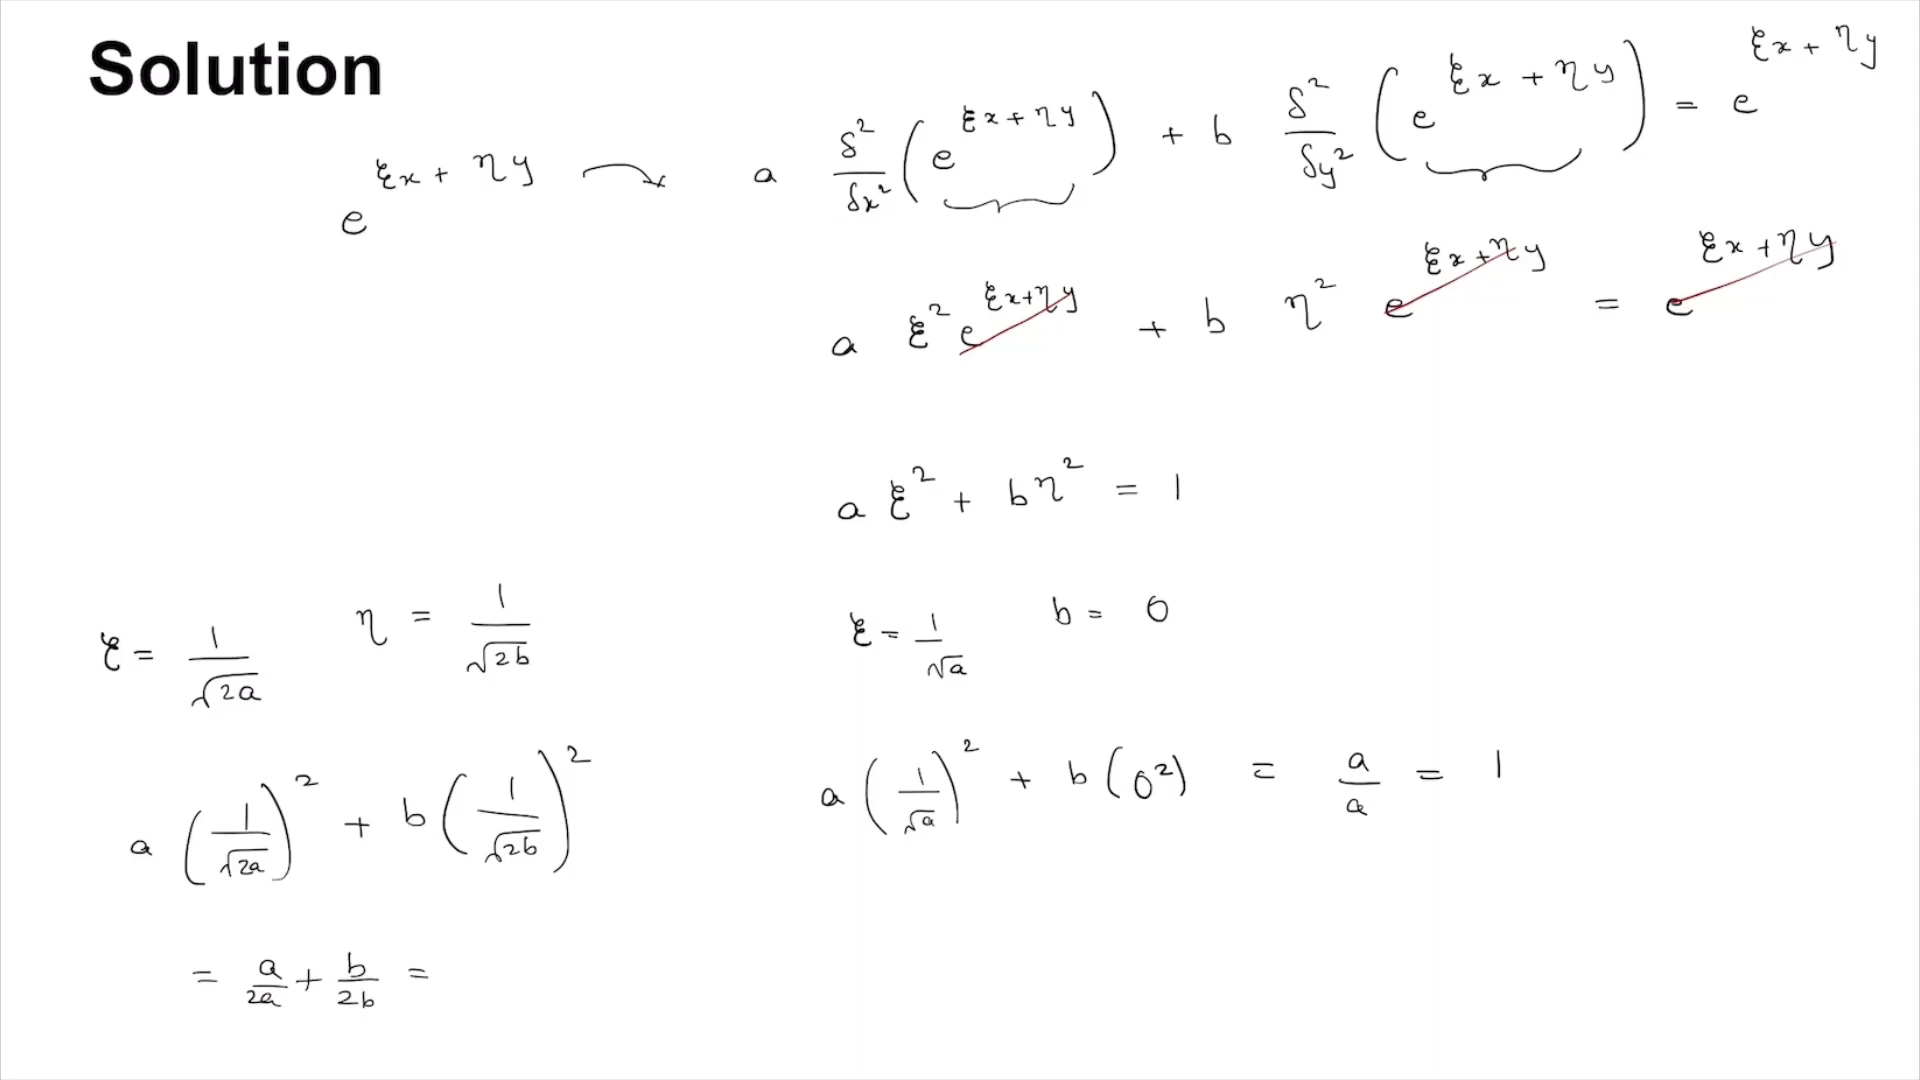 Solution
e^{ξx + ηy} ⤵ a δ²/δx² (e^{ξx + ηy}) + b δ²/δy² (e^{ξx + ηy}) = e^{ξx + ηy}
a ξ² e^{ξx+ηy} + b η² e^{ξx+ηy} = e^{ξx+ηy}
a ξ² + bη² = 1
ξ = 1/√2a η = 1/√2b
ξ = 1/√a b = 0
a (1/√2a)² + b (1/√2b)²
a (1/√a)² + b (0²) = a/a = 1
= a/2a + b/2b =